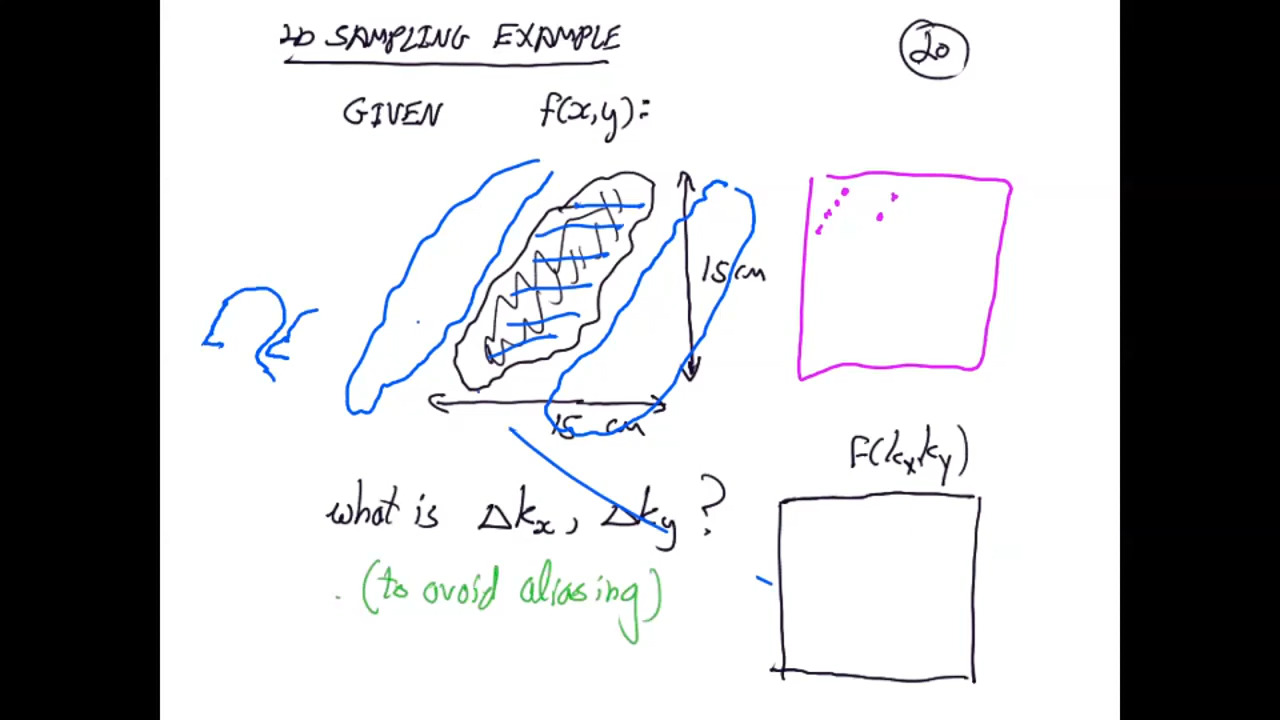 2D SAMPLING EXAMPLE
20
GIVEN f(x,y):
15 cm
15 cm
F(kx,ky)
what is Δkx, Δky ?
(to avoid aliasing)